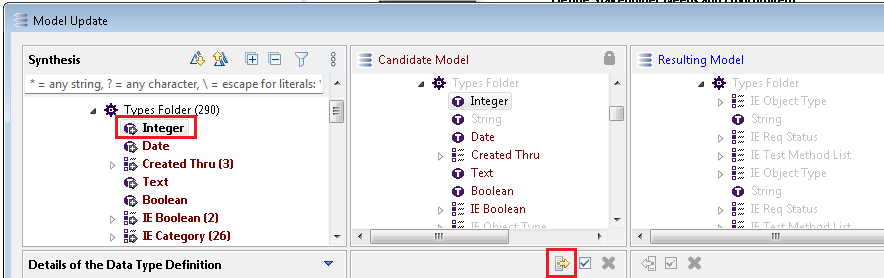 Model Update
Synthesis
* = any string, ? = any character, \ = escape for literals: 
Types Folder (290)
Integer
Date
Created Thru (3)
Text
Boolean
IE Boolean (2)
IE Category (26)
Details of the Data Type Definition
Candidate Model
Types Folder
Integer
String
Date
Created Thru
Text
Boolean
IE Boolean
IE Object Type
Resulting Model
Types Folder
IE Object Type
String
IE Req Status
IE Test Method List
IE Object Type
String
IE Req Status
IE Test Method List